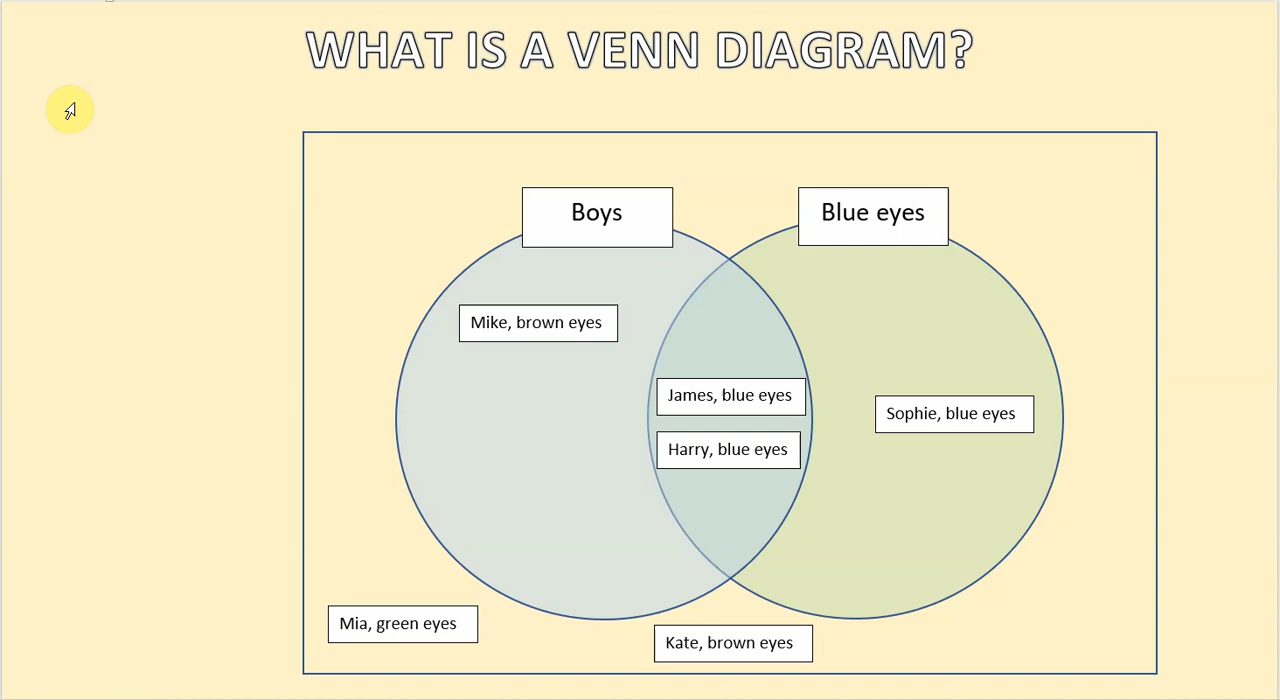 WHAT IS A VENN DIAGRAM?
Boys
Blue eyes
Mike, brown eyes
James, blue eyes
Sophie, blue eyes
Harry, blue eyes
Mia, green eyes
Kate, brown eyes